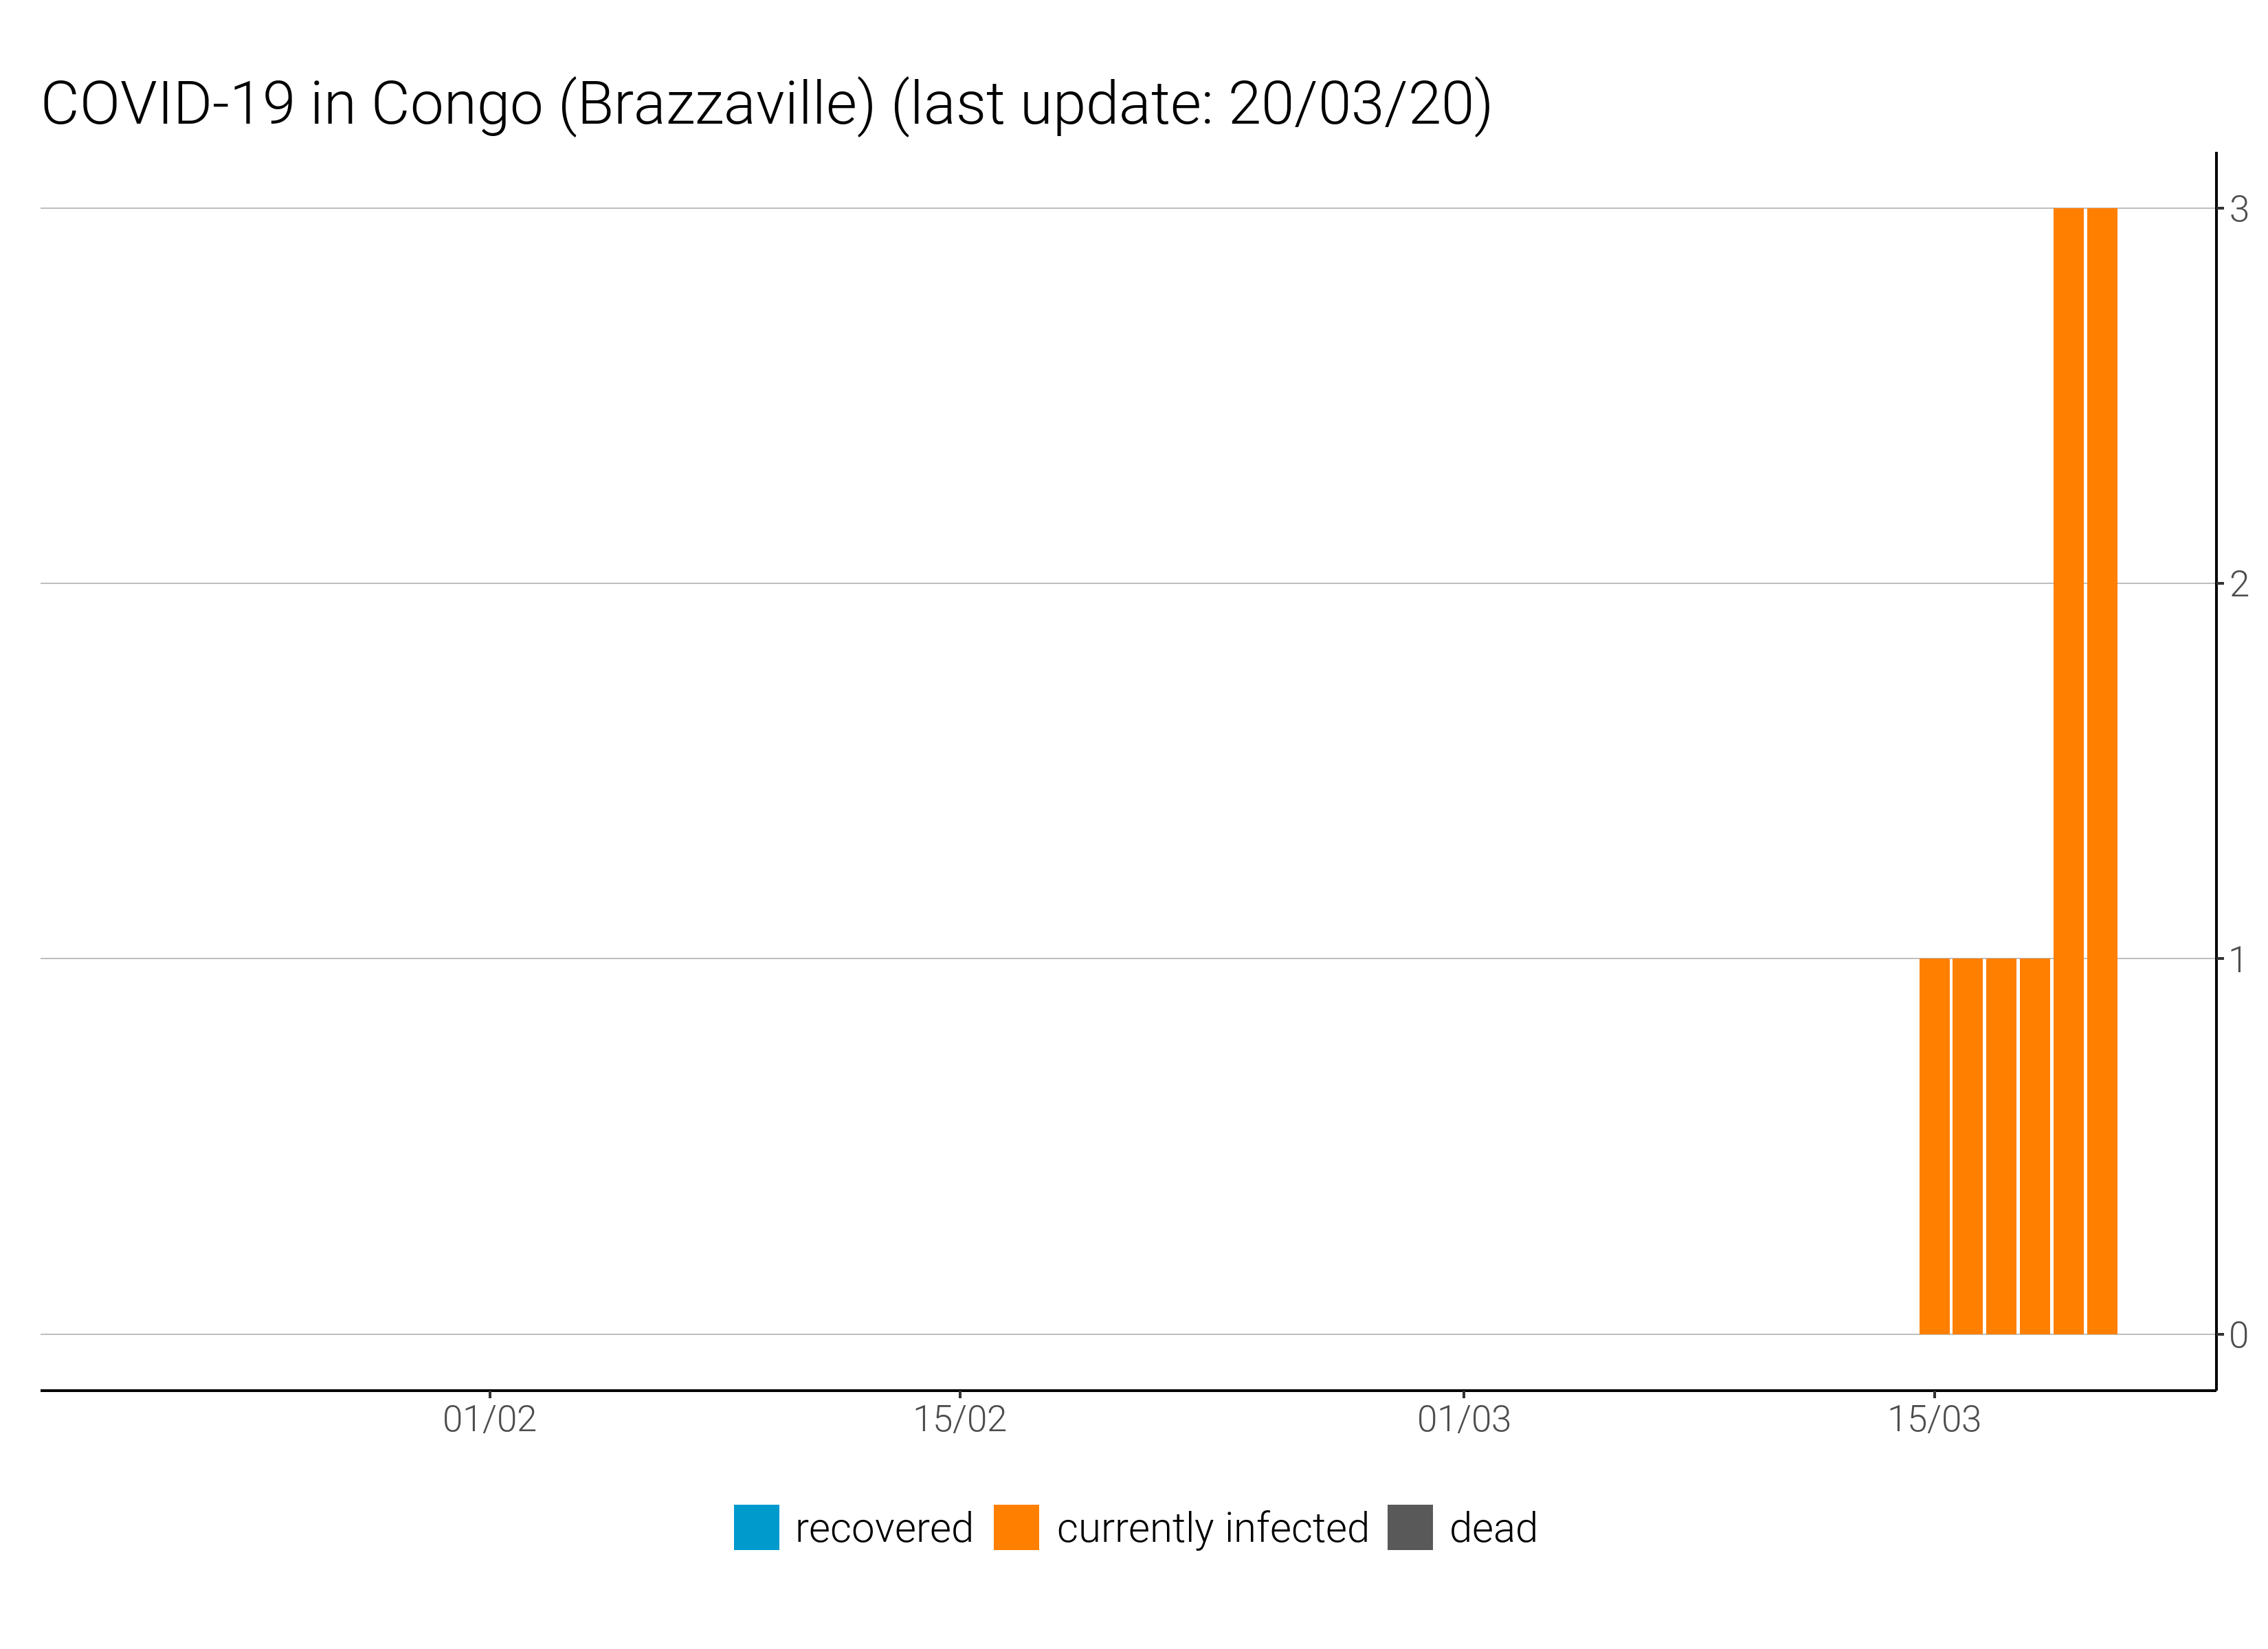 COVID-19 in Congo (Brazzaville) (last update: 20/03/20)
3
2
1
0
01/02 15/02 01/03 15/03
recovered currently infected dead